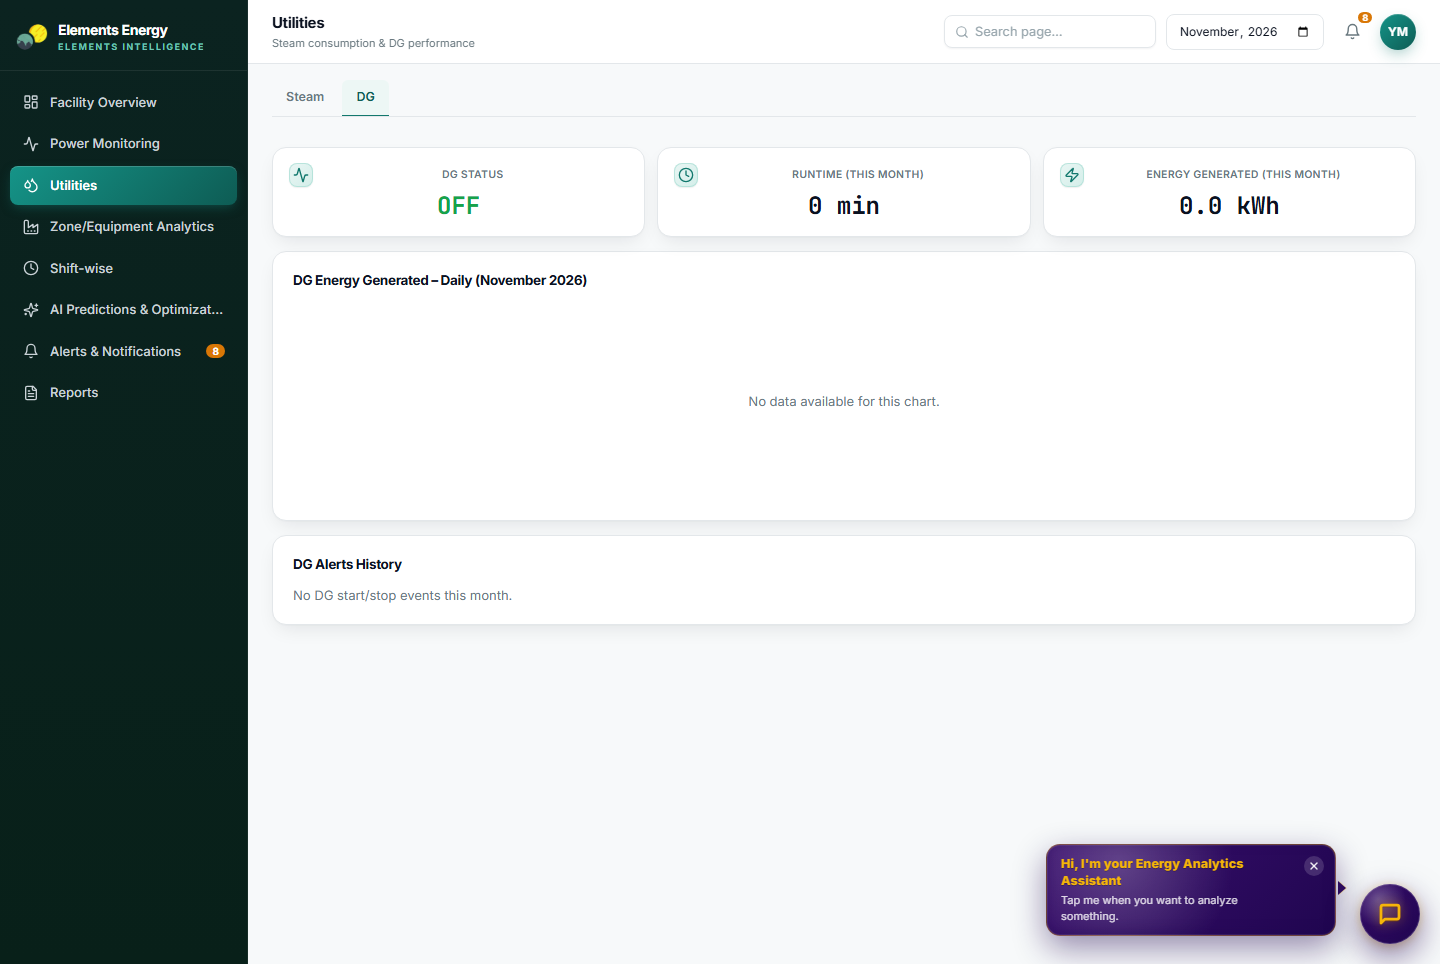 Elements Energy
ELEMENTS INTELLIGENCE
Facility Overview
Power Monitoring
Utilities
Zone/Equipment Analytics
Shift-wise
AI Predictions & Optimizat...
Alerts & Notifications 8
Reports
Utilities
Steam consumption & DG performance
Search page...
November, 2026
8
YM
Steam DG
DG STATUS
OFF
RUNTIME (THIS MONTH)
0 min
ENERGY GENERATED (THIS MONTH)
0.0 kWh
DG Energy Generated – Daily (November 2026)
No data available for this chart.
DG Alerts History
No DG start/stop events this month.
Hi, I'm your Energy Analytics
Assistant
Tap me when you want to analyze
something.